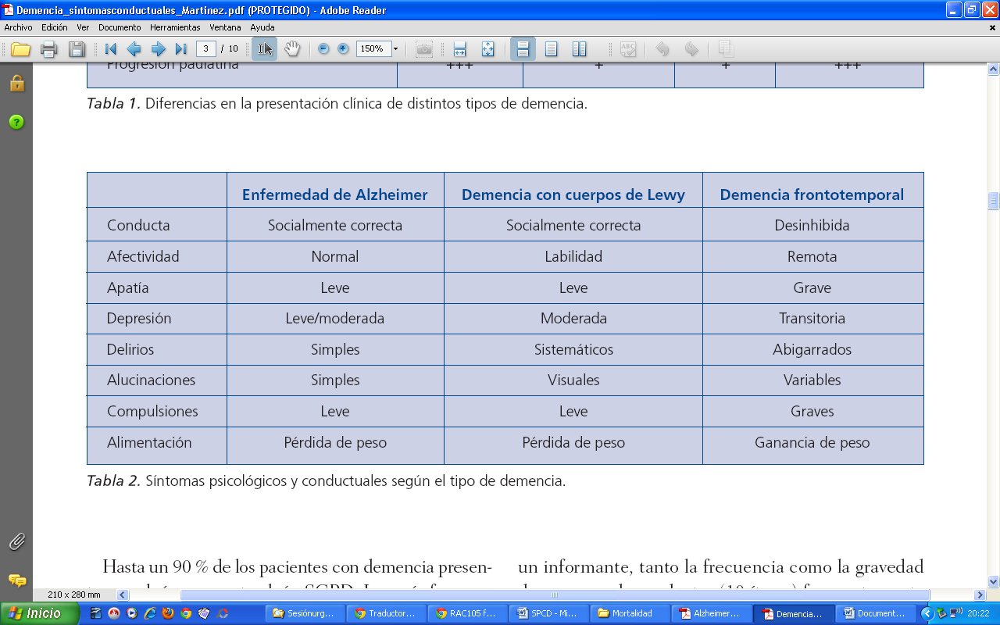 Demencia_sintomasconductuales_Martinez.pdf (PROTEGIDO) - Adobe Reader
Archivo Edición Ver Documento Herramientas Ventana Ayuda
3 / 10 150%
Progresión paulatina +++ + + +++
Tabla 1. Diferencias en la presentación clínica de distintos tipos de demencia.
Enfermedad de Alzheimer Demencia con cuerpos de Lewy Demencia frontotemporal
Conducta Socialmente correcta Socialmente correcta Desinhibida
Afectividad Normal Labilidad Remota
Apatía Leve Leve Grave
Depresión Leve/moderada Moderada Transitoria
Delirios Simples Sistemáticos Abigarrados
Alucinaciones Simples Visuales Variables
Compulsiones Leve Leve Graves
Alimentación Pérdida de peso Pérdida de peso Ganancia de peso
Tabla 2. Síntomas psicológicos y conductuales según el tipo de demencia.
Hasta un 90 % de los pacientes con demencia presen-
un informante, tanto la frecuencia como la gravedad
210 x 280 mm
Inicio Sesiónurg... Traductor... RAC105 f... SPCD - Mi... Mortalidad Alzheimer... Demencia... Document... 20:22